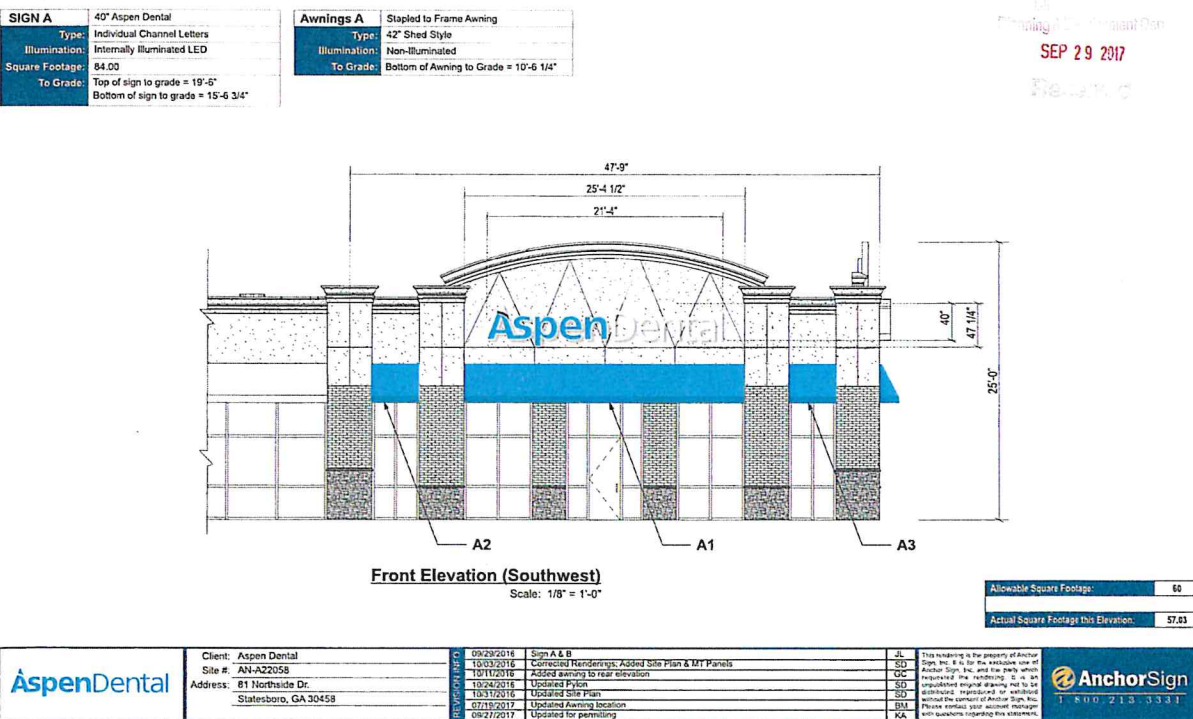 SIGN A 40" Aspen Dental
Type: Individual Channel Letters
Illumination: Internally Illuminated LED
Square Footage: 84.00
To Grade: Top of sign to grade = 19'-6"
Bottom of sign to grade = 15'-6 3/4"
Awnings A Stapled to Frame Awning
Type: 42" Shed Style
Illumination: Non-Illuminated
To Grade: Bottom of Awning to Grade = 10'-6 1/4"
SEP 29 2017
47'-9"
25'-4 1/2"
21'-4"
AspenDental
40"
47 1/4"
25'-0"
A2
A1
A3
Front Elevation (Southwest)
Scale: 1/8" = 1'-0"
Allowable Square Footage: 60
Actual Square Footage this Elevation: 57.03
AspenDental
Client: Aspen Dental
Site #: AN-A22058
Address: 81 Northside Dr.
Statesboro, GA 30458
REVISION INFO
09/29/2016 Sign A & B JL
10/03/2016 Corrected Renderings; Added Site Plan & MT Panels SD
10/11/2016 Added awning to rear elevation GC
10/24/2016 Updated Pylon SD
10/31/2016 Updated Site Plan SD
07/19/2017 Updated Awning location BM
09/27/2017 Updated for permitting KA
This rendering is the property of Anchor
Sign, Inc. It is for the exclusive use of
Anchor Sign, Inc. and the party which
requested the rendering. It is an
unpublished original drawing not to be
distributed, reproduced or exhibited
without the consent of Anchor Sign, Inc.
Please contact your account manager
with questions regarding this statement.
AnchorSign
1.800.213.3331